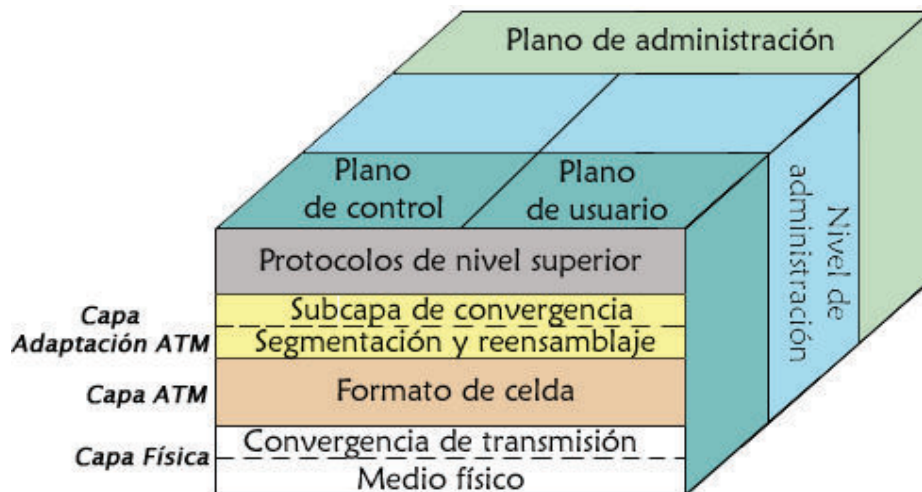 Plano de administración
Plano
de control
Plano
de usuario
Nivel de
administración
Protocolos de nivel superior
Capa
Adaptación ATM
Subcapa de convergencia
Segmentación y reensamblaje
Capa ATM
Formato de celda
Capa Física
Convergencia de transmisión
Medio físico